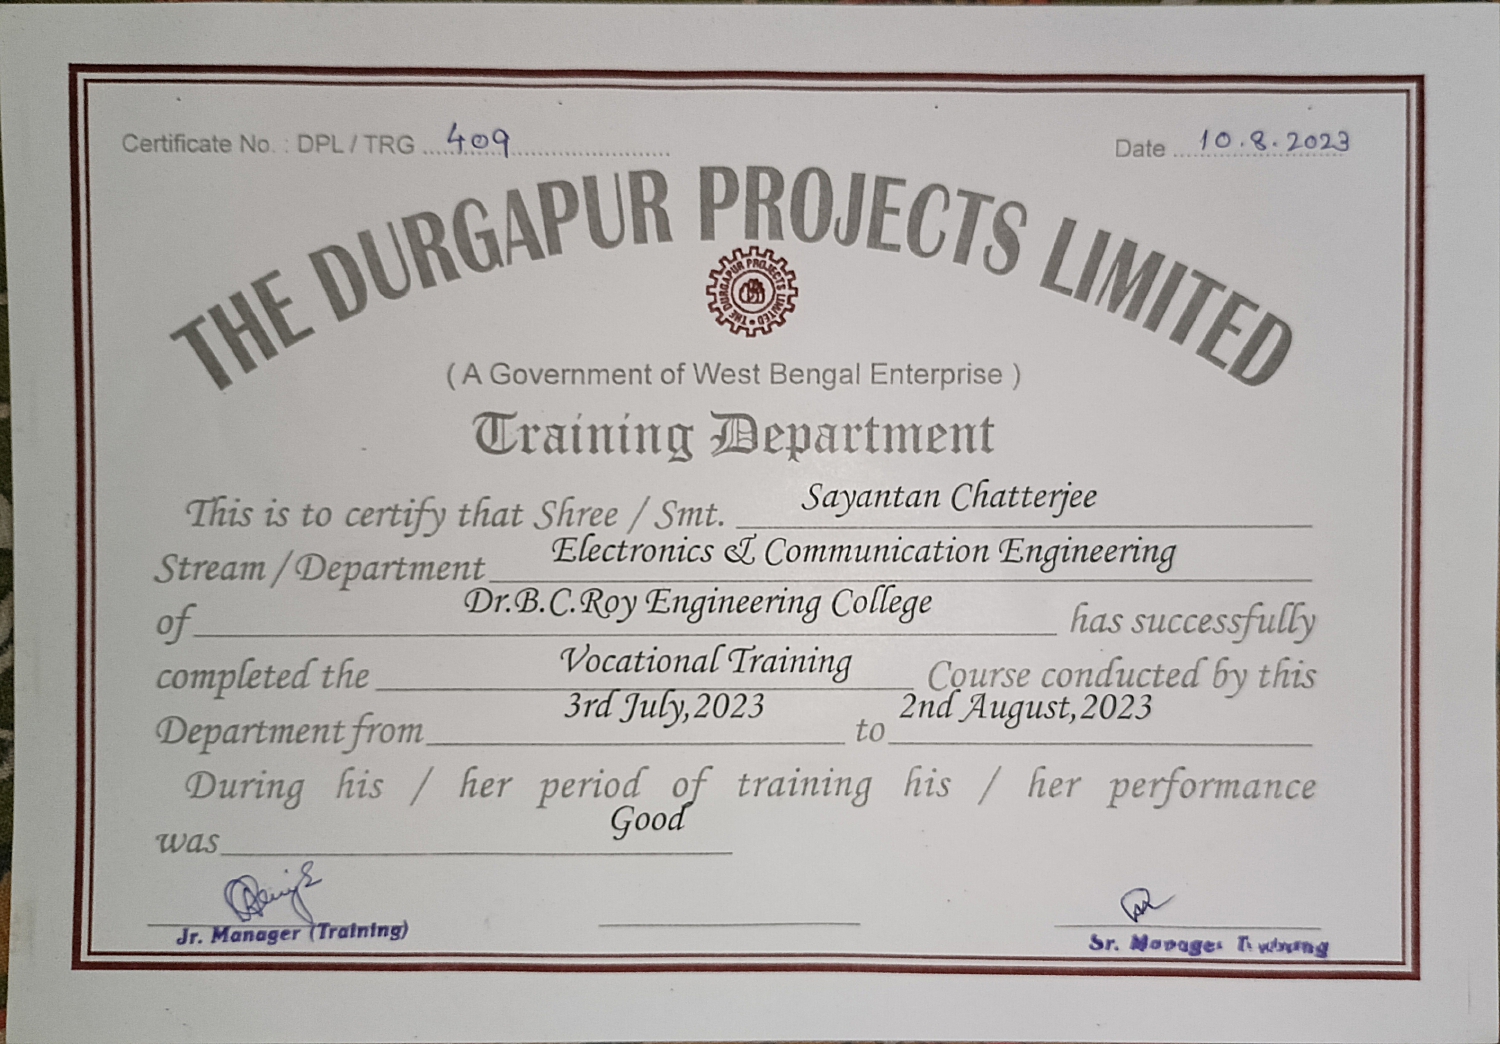 Certificate No. : DPL / TRG 409
Date 10.8.2023
THE DURGAPUR PROJECTS LIMITED
THE DURGAPUR PROJECTS LIMITED
( A Government of West Bengal Enterprise )
Training Department
This is to certify that Shree / Smt. Sayantan Chatterjee
Stream / Department Electronics & Communication Engineering
of Dr.B.C.Roy Engineering College has successfully
completed the Vocational Training Course conducted by this
Department from 3rd July,2023 to 2nd August,2023
During his / her period of training his / her performance
was Good
Jr. Manager (Training)
Sr. Manager Training